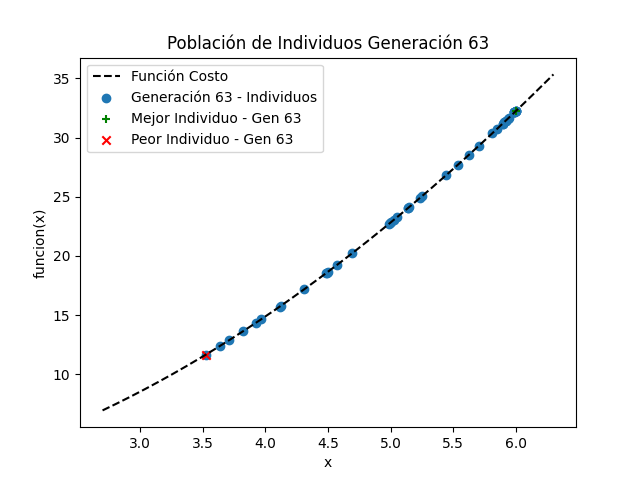 Población de Individuos Generación 63
Función Costo
Generación 63 - Individuos
Mejor Individuo - Gen 63
Peor Individuo - Gen 63
funcion(x)
35
30
25
20
15
10
3.0 3.5 4.0 4.5 5.0 5.5 6.0
x